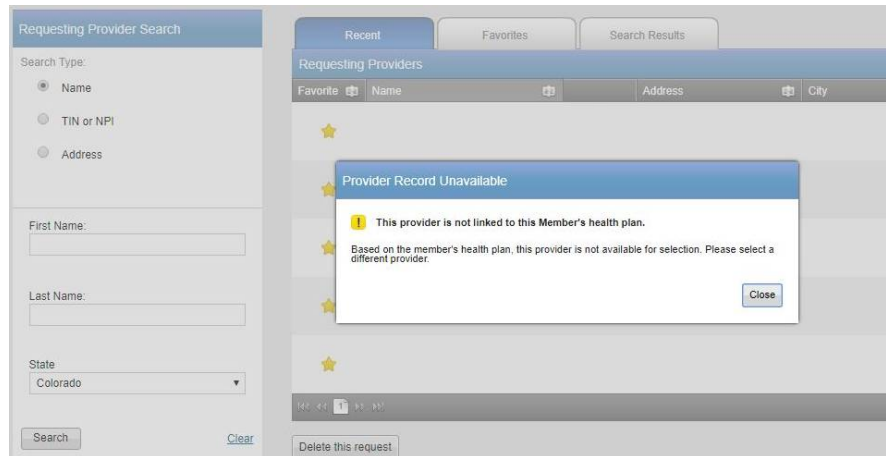 Requesting Provider Search
Search Type:
Name
TIN or NPI
Address
First Name:
Last Name:
State
Colorado
Search Clear
Recent Favorites Search Results
Requesting Providers
Favorite Name Address City
Provider Record Unavailable
! This provider is not linked to this Member's health plan.
Based on the member's health plan, this provider is not available for selection. Please select a
different provider.
Close
1
Delete this request